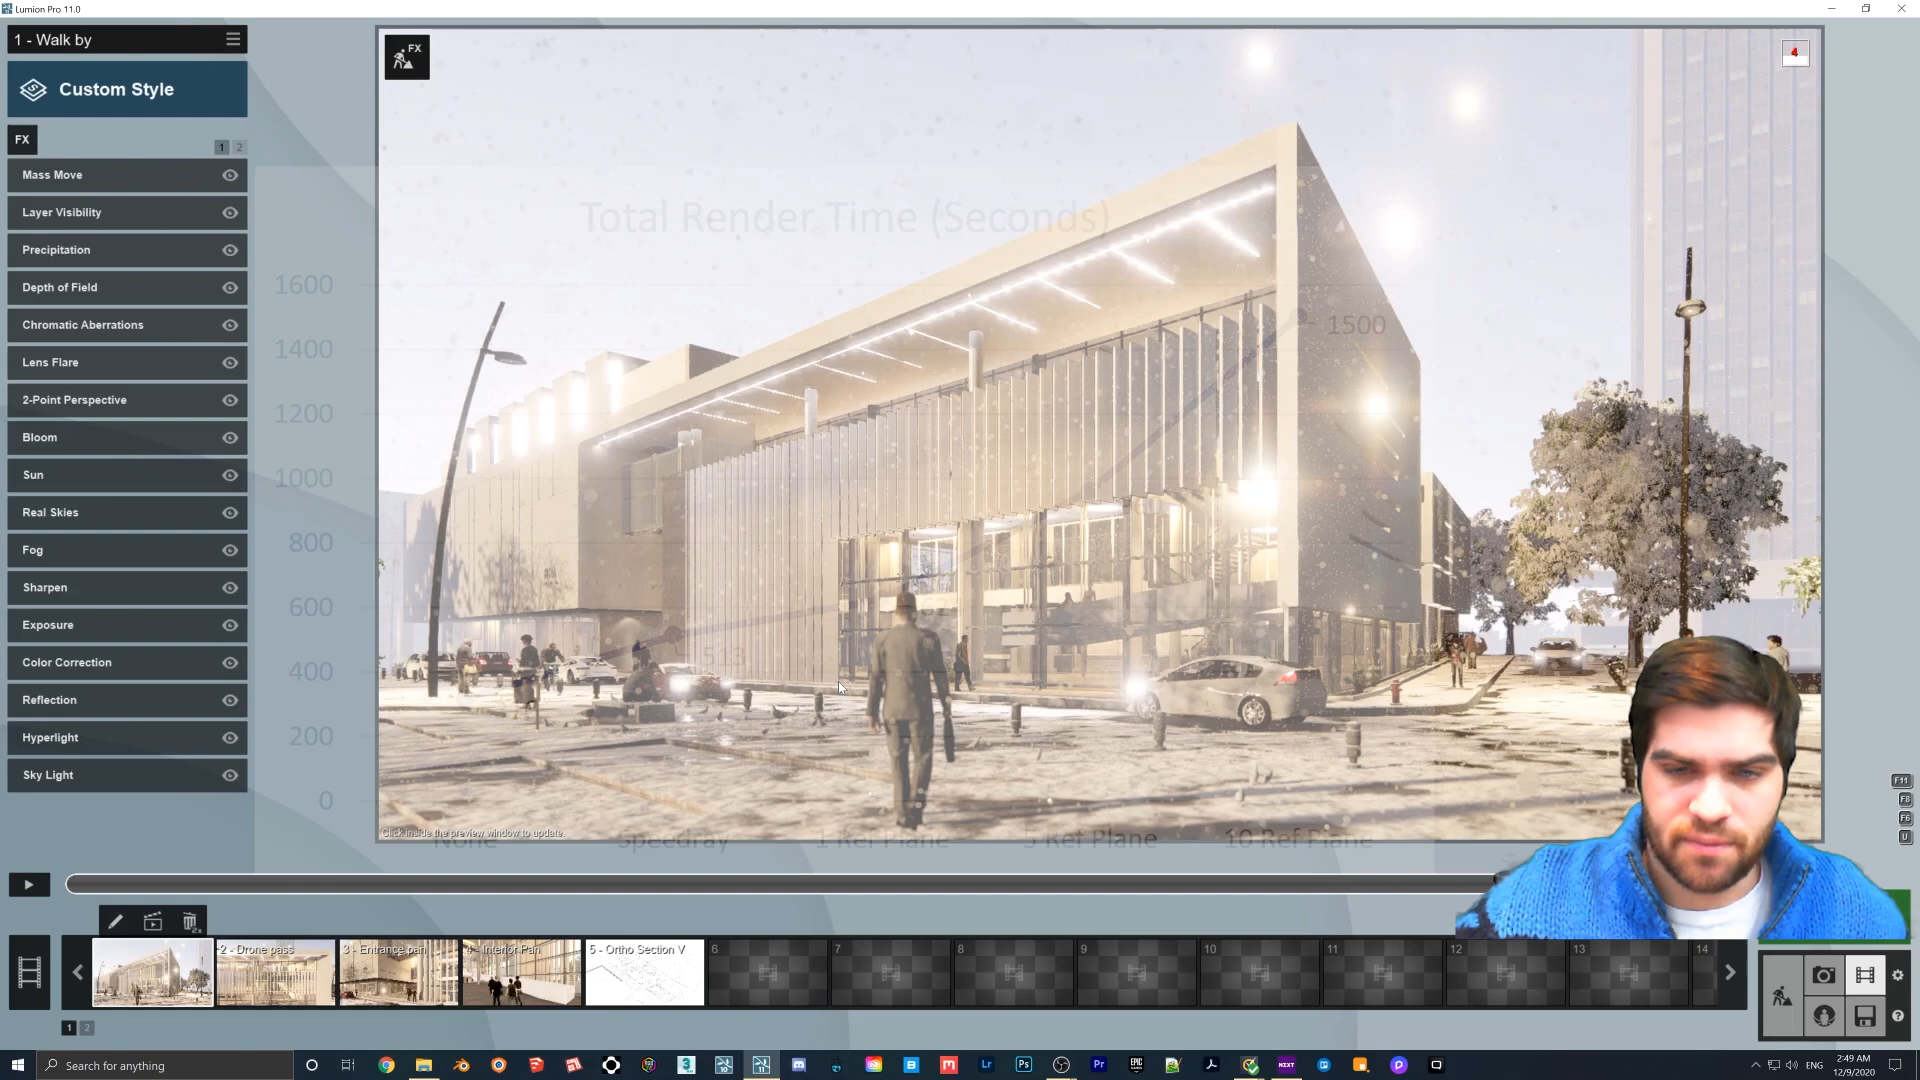 Lumion Pro 11.0
1 - Walk by
Custom Style
FX
1 2
Mass Move
Layer Visibility
Precipitation
Depth of Field
Chromatic Aberrations
Lens Flare
2-Point Perspective
Bloom
Sun
Real Skies
Fog
Sharpen
Exposure
Color Correction
Reflection
Hyperlight
Sky Light
FX
4
Total Render Time (Seconds)
1600
1400
1200
1000
800
600
400
200
0
1500
513
None
Speedray
1 Ref Plane
5 Ref Plane
10 Ref Plane
Click inside the preview window to update.
F11
F8
F6
U
2 - Drone pass
3 - Entrance pan
4 - Interior Pan
5 - Ortho Section V
6
7
8
9
10
11
12
13
14
1 2
Search for anything
ENG
2:49 AM
12/9/2020